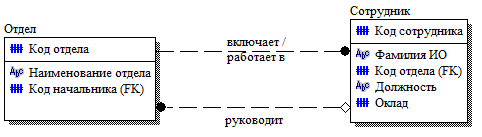 Отдел
Код отдела
Наименование отдела
Код начальника (FK)
включает /
работает в
руководит
Сотрудник
Код сотрудника
Фамилия ИО
Код отдела (FK)
Должность
Оклад